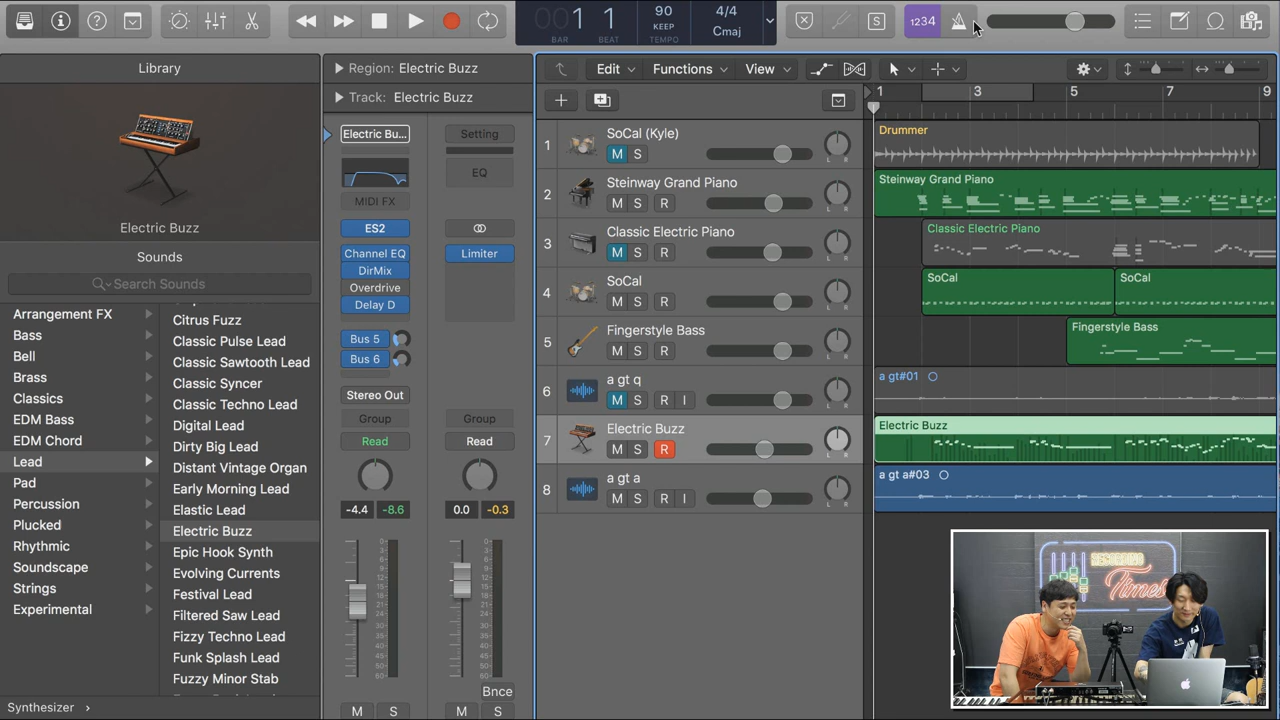 001 1 1
BAR BEAT
90
KEEP
TEMPO
4/4
Cmaj
S
1234
Library
Electric Buzz
Sounds
Search Sounds
Arrangement FX
Bass
Bell
Brass
Classics
EDM Bass
EDM Chord
Lead
Pad
Percussion
Plucked
Rhythmic
Soundscape
Strings
Experimental
Citrus Fuzz
Classic Pulse Lead
Classic Sawtooth Lead
Classic Syncer
Classic Techno Lead
Digital Lead
Dirty Big Lead
Distant Vintage Organ
Early Morning Lead
Elastic Lead
Electric Buzz
Epic Hook Synth
Evolving Currents
Festival Lead
Filtered Saw Lead
Fizzy Techno Lead
Funk Splash Lead
Fuzzy Minor Stab
Synthesizer
Region: Electric Buzz
Track: Electric Buzz
Electric Bu...
MIDI FX
ES2
Channel EQ
DirMix
Overdrive
Delay D
Bus 5
Bus 6
Stereo Out
Group
Read
-4.4 -8.6
M S
Setting
EQ
Limiter
Group
Read
0.0 -0.3
Bnce
M S
Edit Functions View
1 3 5 7 9
1 SoCal (Kyle)
M S
L R
2 Steinway Grand Piano
M S R
L R
3 Classic Electric Piano
M S R
L R
4 SoCal
M S R
L R
5 Fingerstyle Bass
M S R
L R
6 a gt q
M S R I
L R
7 Electric Buzz
M S R
L R
8 a gt a
M S R I
L R
Drummer
Steinway Grand Piano
Classic Electric Piano
SoCal SoCal
Fingerstyle Bass
a gt#01
Electric Buzz
a gt a#03
RECORDING
Times